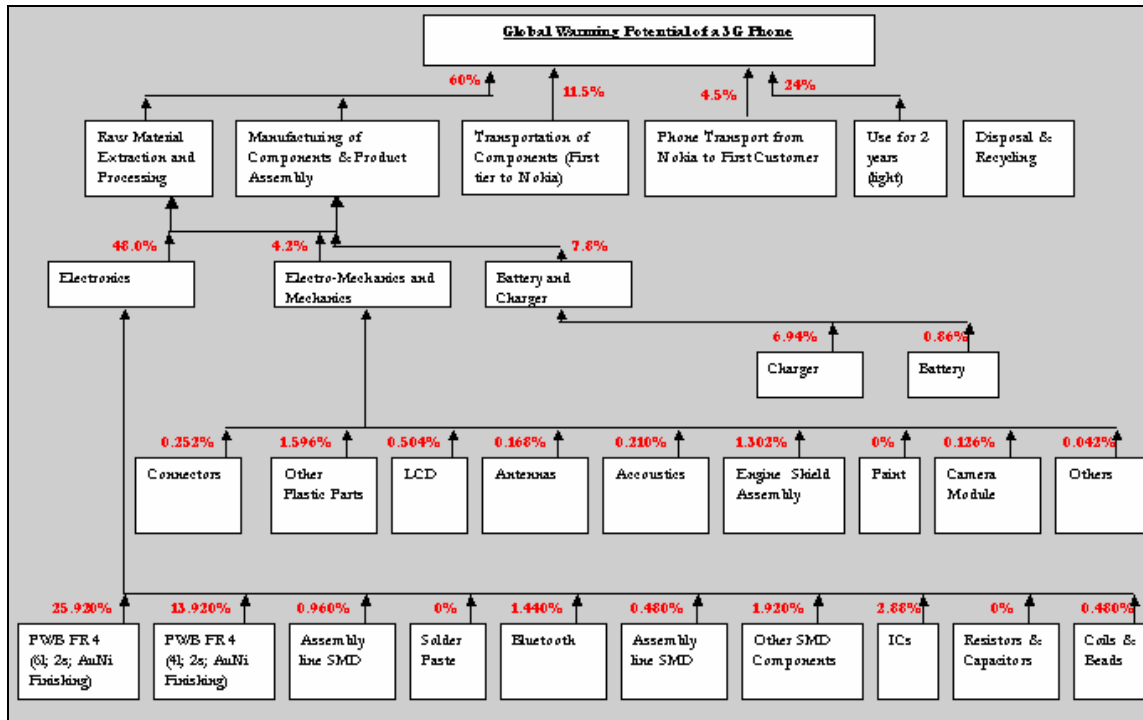 Global Warming Potential of a 3G Phone
60%
11.5%
4.5%
24%
Raw Material
Extraction and
Processing
Manufacturing of
Components & Product
Assembly
Transportation of
Components (First
tier to Nokia)
Phone Transport from
Nokia to First Customer
Use for 2
years
(light)
Disposal &
Recycling
48.0%
4.2%
7.8%
Electronics
Electro-Mechanics and
Mechanics
Battery and
Charger
6.94%
0.86%
Charger
Battery
0.252%
1.596%
0.504%
0.168%
0.210%
1.302%
0%
0.126%
0.042%
Connectors
Other
Plastic Parts
LCD
Antennas
Accoustics
Engine Shield
Assembly
Paint
Camera
Module
Others
25.920%
13.920%
0.960%
0%
1.440%
0.480%
1.920%
2.88%
0%
0.480%
PWB FR4
(6l; 2s; AuNi
Finishing)
PWB FR4
(4l; 2s; AuNi
Finishing)
Assembly
line SMD
Solder
Paste
Bluetooth
Assembly
line SMD
Other SMD
Components
ICs
Resistors &
Capacitors
Coils &
Beads